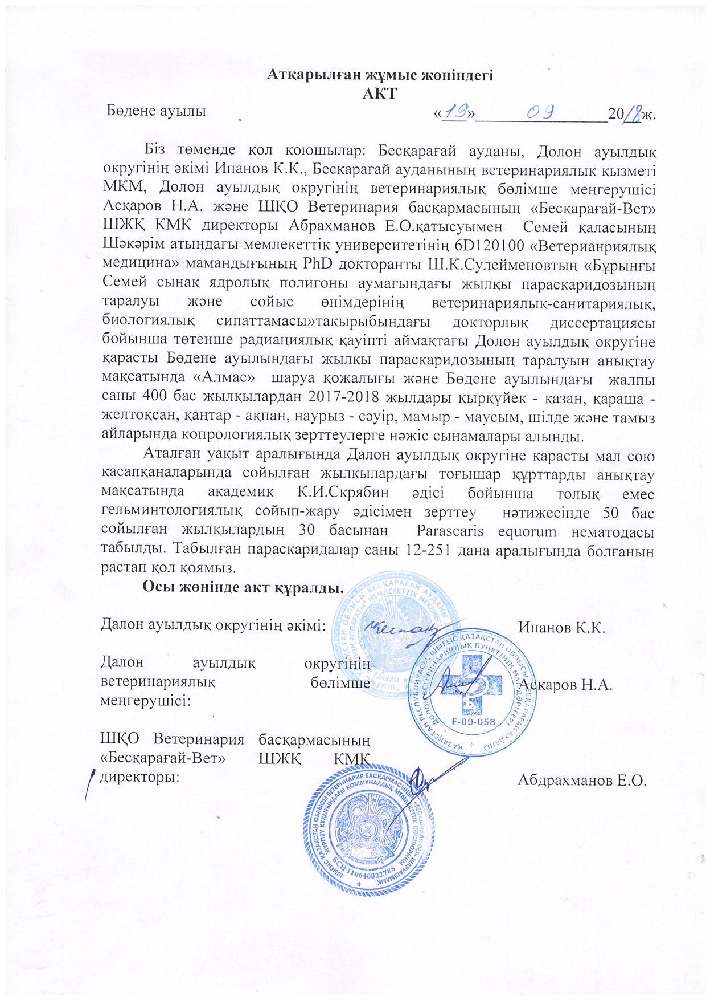 Атқарылған жұмыс жөніндегі
АКТ
Бөдене ауылы «19» 09 2018ж.
Біз төменде қол қоюшылар: Бесқарағай ауданы, Долон ауылдық
округінің әкімі Ипанов К.К., Бесқарағай ауданының ветеринариялық қызметі
МКМ, Долон ауылдық округінің ветеринариялық бөлімше меңгерушісі
Асқаров Н.А. және ШҚО Ветеринария басқармасының «Бесқарағай-Вет»
ШЖҚ КМК директоры Абрахманов Е.О.қатысуымен Семей қаласының
Шәкәрім атындағы мемлекеттік университетінің 6D120100 «Ветерианриялық
медицина» мамандығының PhD докторанты Ш.К.Сулейменовтың «Бұрынғы
Семей сынақ ядролық полигоны аумағындағы жылқы параскаридозының
таралуы және сойыс өнімдерінің ветеринариялық-санитариялық,
биологиялық сипаттамасы»тақырыбындағы докторлық диссертациясы
бойынша төтенше радиациялық қауіпті аймақтағы Долон ауылдық округіне
қарасты Бөдене ауылындағы жылқы параскаридозының таралуын анықтау
мақсатында «Алмас» шаруа қожалығы және Бөдене ауылындағы жалпы
саны 400 бас жылқылардан 2017-2018 жылдары қырқүйек - қазан, қараша -
желтоқсан, қаңтар - ақпан, наурыз - сәуір, мамыр - маусым, шілде және тамыз
айларында копрологиялық зерттеулерге нәжіс сынамалары алынды.
Аталған уақыт аралығында Далон ауылдық округіне қарасты мал сою
қасапқаналарында сойылған жылқылардағы тоғышар құрттарды анықтау
мақсатында академик К.И.Скрябин әдісі бойынша толық емес
гельминтологиялық сойып-жару әдісімен зерттеу нәтижесінде 50 бас
сойылған жылқылардың 30 басынан Parascaris equorum нематодасы
табылды. Табылған параскаридалар саны 12-251 дана аралығында болғанын
растап қол қоямыз.
Осы жөнінде акт құралды.
Далон ауылдық округінің әкімі: Ипанов К.К.
Далон ауылдық округінің
ветеринариялық бөлімше Асқаров Н.А.
меңгерушісі:
F-09-058
ШҚО Ветеринария басқармасының
«Бесқарағай-Вет» ШЖҚ КМК
директоры: Абдрахманов Е.О.
БСН 110640022788